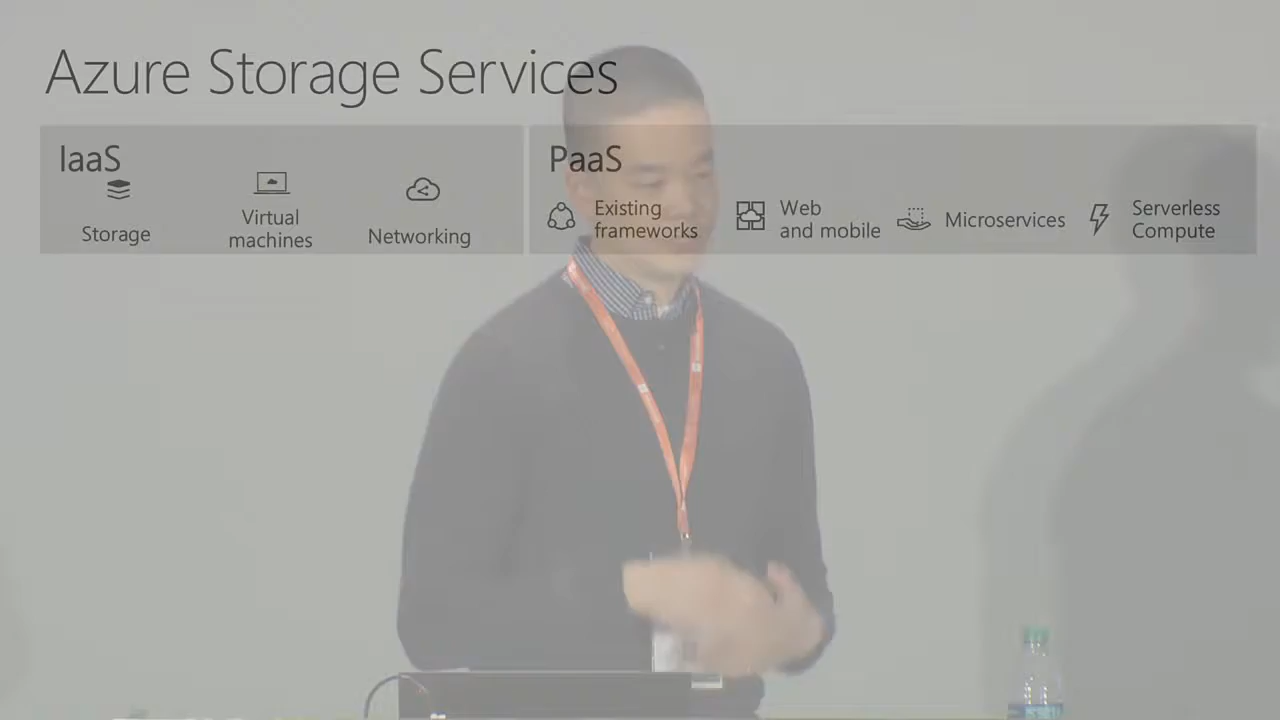 Azure Storage Services
IaaS
Storage
Virtual
machines
Networking
PaaS
Existing
frameworks
Web
and mobile
Microservices
Serverless
Compute